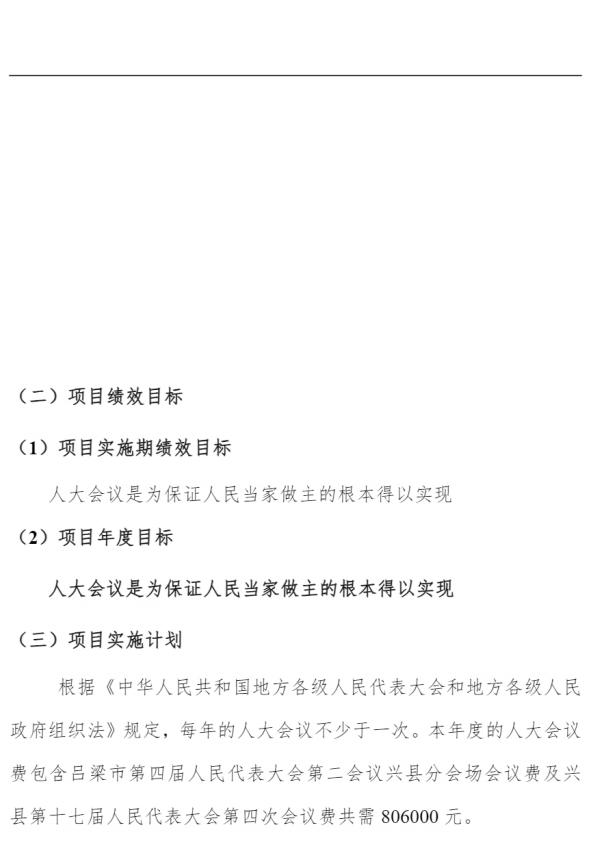 （二）项目绩效目标
（1）项目实施期绩效目标
人大会议是为保证人民当家做主的根本得以实现
（2）项目年度目标
人大会议是为保证人民当家做主的根本得以实现
（三）项目实施计划
根据《中华人民共和国地方各级人民代表大会和地方各级人民
政府组织法》规定，每年的人大会议不少于一次。本年度的人大会议
费包含吕梁市第四届人民代表大会第二会议兴县分会场会议费及兴
县第十七届人民代表大会第四次会议费共需 806000 元。